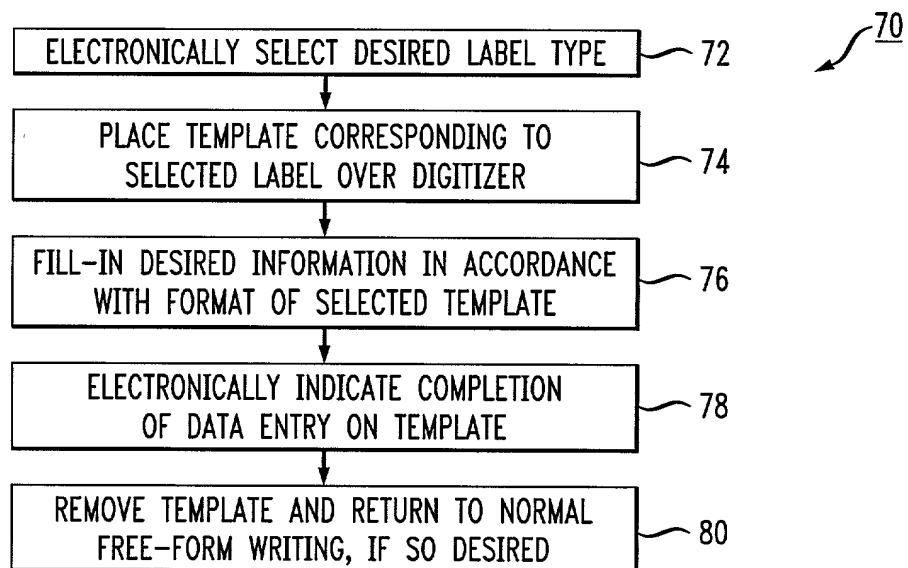 70
ELECTRONICALLY SELECT DESIRED LABEL TYPE
72
PLACE TEMPLATE CORRESPONDING TO
SELECTED LABEL OVER DIGITIZER
74
FILL-IN DESIRED INFORMATION IN ACCORDANCE
WITH FORMAT OF SELECTED TEMPLATE
76
ELECTRONICALLY INDICATE COMPLETION
OF DATA ENTRY ON TEMPLATE
78
REMOVE TEMPLATE AND RETURN TO NORMAL
FREE-FORM WRITING, IF SO DESIRED
80